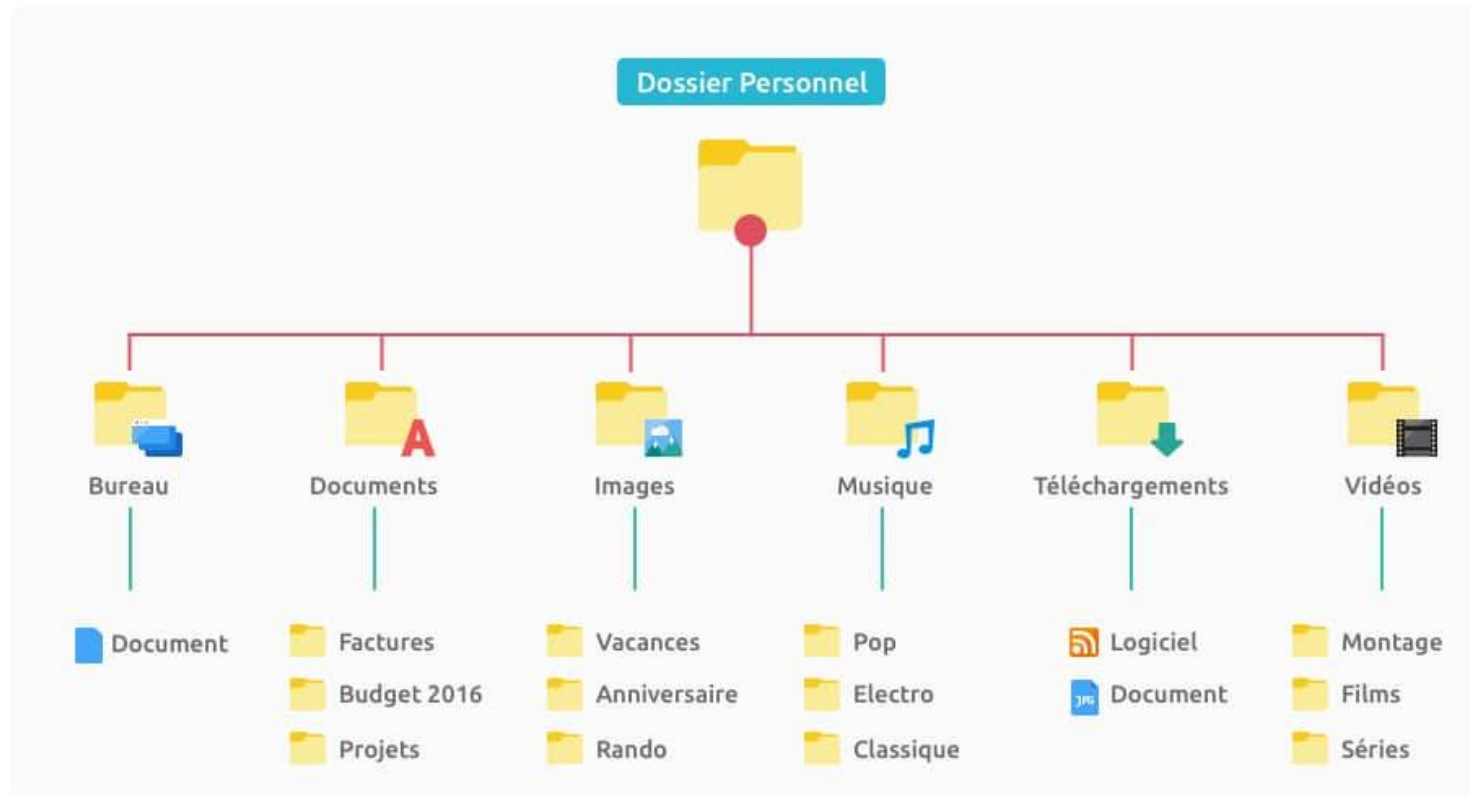 Dossier Personnel
Bureau
Documents
Images
Musique
Téléchargements
Vidéos
Document
Factures
Budget 2016
Projets
Vacances
Anniversaire
Rando
Pop
Electro
Classique
Logiciel
JPG
Document
Montage
Films
Séries